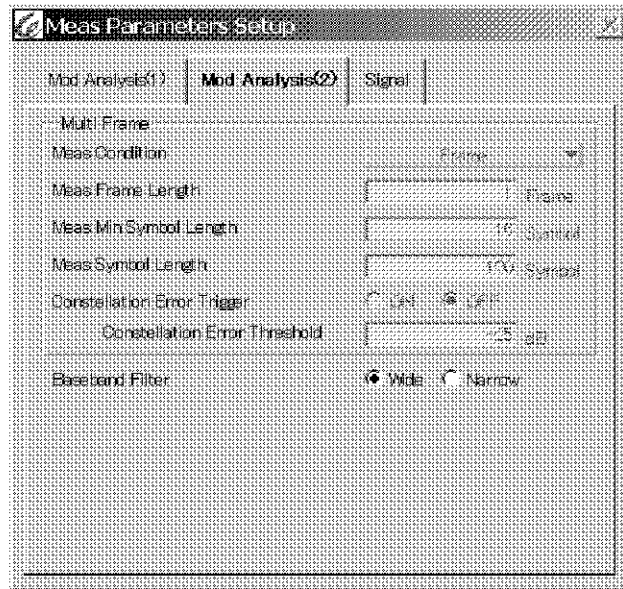 Meas Parameters Setup
Mod Analysis(1) Mod Analysis(2) Signal
Multi Frame
Meas Condition Frame
Meas Frame Length 1 Frame
Meas Min Symbol Length 16 Symbol
Meas Symbol Length 100 Symbol
Constellation Error Trigger ON OFF
Constellation Error Threshold dB
Baseband Filter Wide Narrow